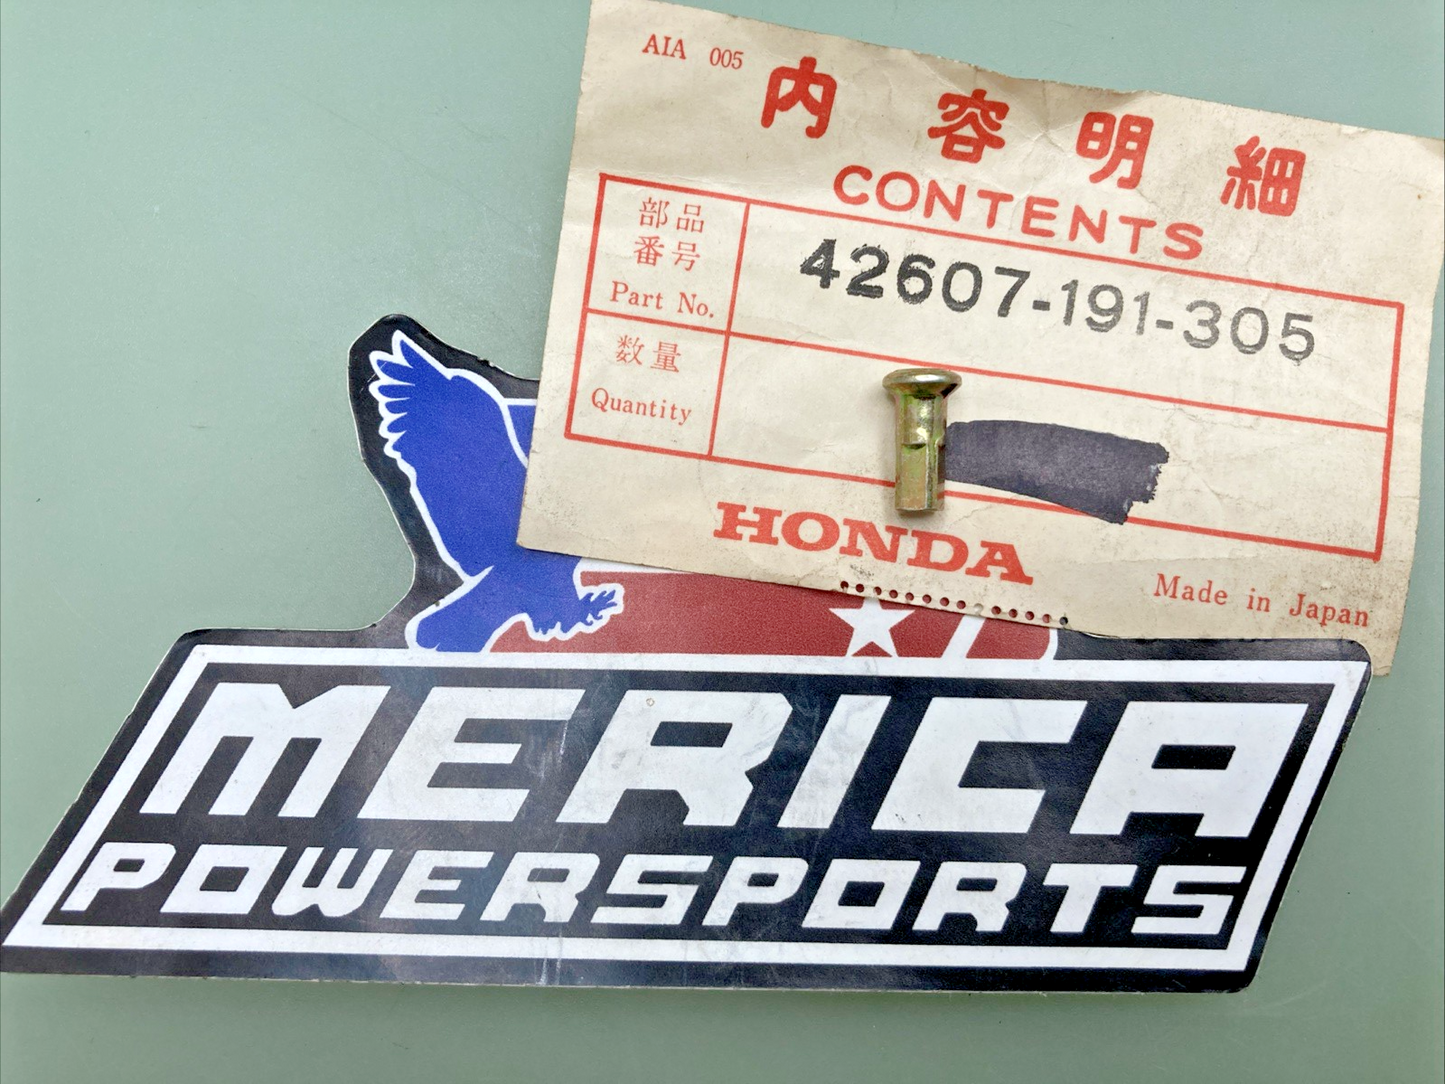 AIA 005
内容明細
CONTENTS
部品
番号
Part No.
42607-191-305
数量
Quantity
HONDA
Made in Japan
MERICA
POWERSPORTS